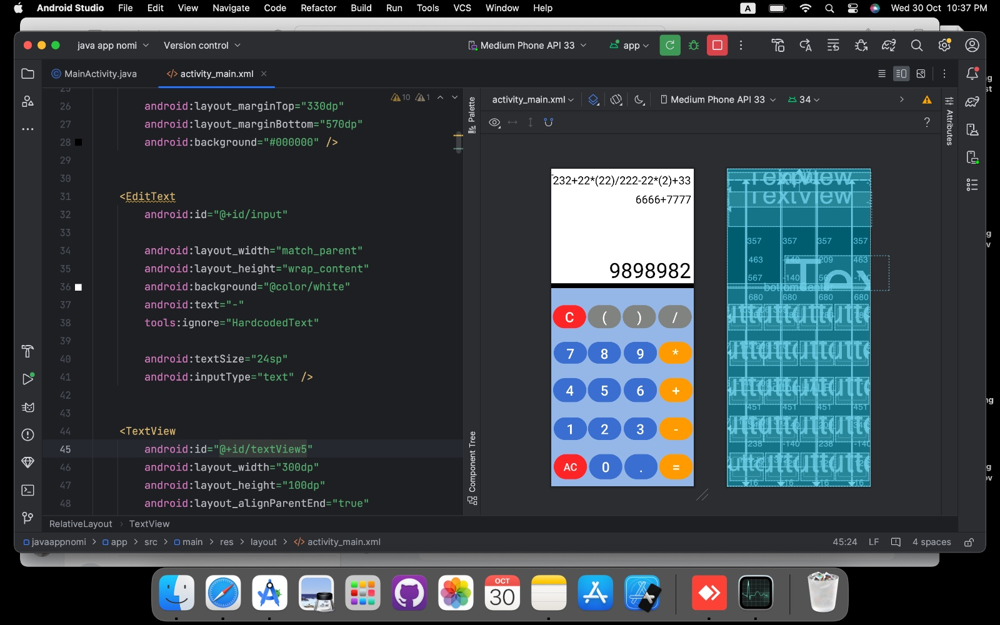 Android Studio File Edit View Navigate Code Refactor Build Run Tools VCS Window Help A Wed 30 Oct 10:37 PM
java app nomi Version control Medium Phone API 33 app
MainActivity.java activity_main.xml
activity_main.xml Medium Phone API 33 34
10 1
Palette
Attributes
?
25
26 android:layout_marginTop="330dp"
27 android:layout_marginBottom="570dp"
28 android:background="#000000" />
29
30
31 <EditText
32 android:id="@+id/input"
33
34 android:layout_width="match_parent"
35 android:layout_height="wrap_content"
36 android:background="@color/white"
37 android:text="-"
38 tools:ignore="HardcodedText"
39
40 android:textSize="24sp"
41 android:inputType="text" />
42
43
44 <TextView
45 android:id="@+id/textView5"
46 android:layout_width="300dp"
47 android:layout_height="100dp"
48 android:layout_alignParentEnd="true"
Component Tree
232+22*(22)/222-22*(2)+33
6666+7777
9898982
C ( ) /
7 8 9 *
4 5 6 +
1 2 3 -
AC 0 . =
TextView
357 357 357 357
463 -140 209 463
567 -140 567
Tex
680 680 680 680
451 451 451 451
238 -140 238 -140
16 16 16 16
RelativeLayout > TextView
javaappnomi > app > src > main > res > layout > activity_main.xml 45:24 LF 4 spaces
OCT
30